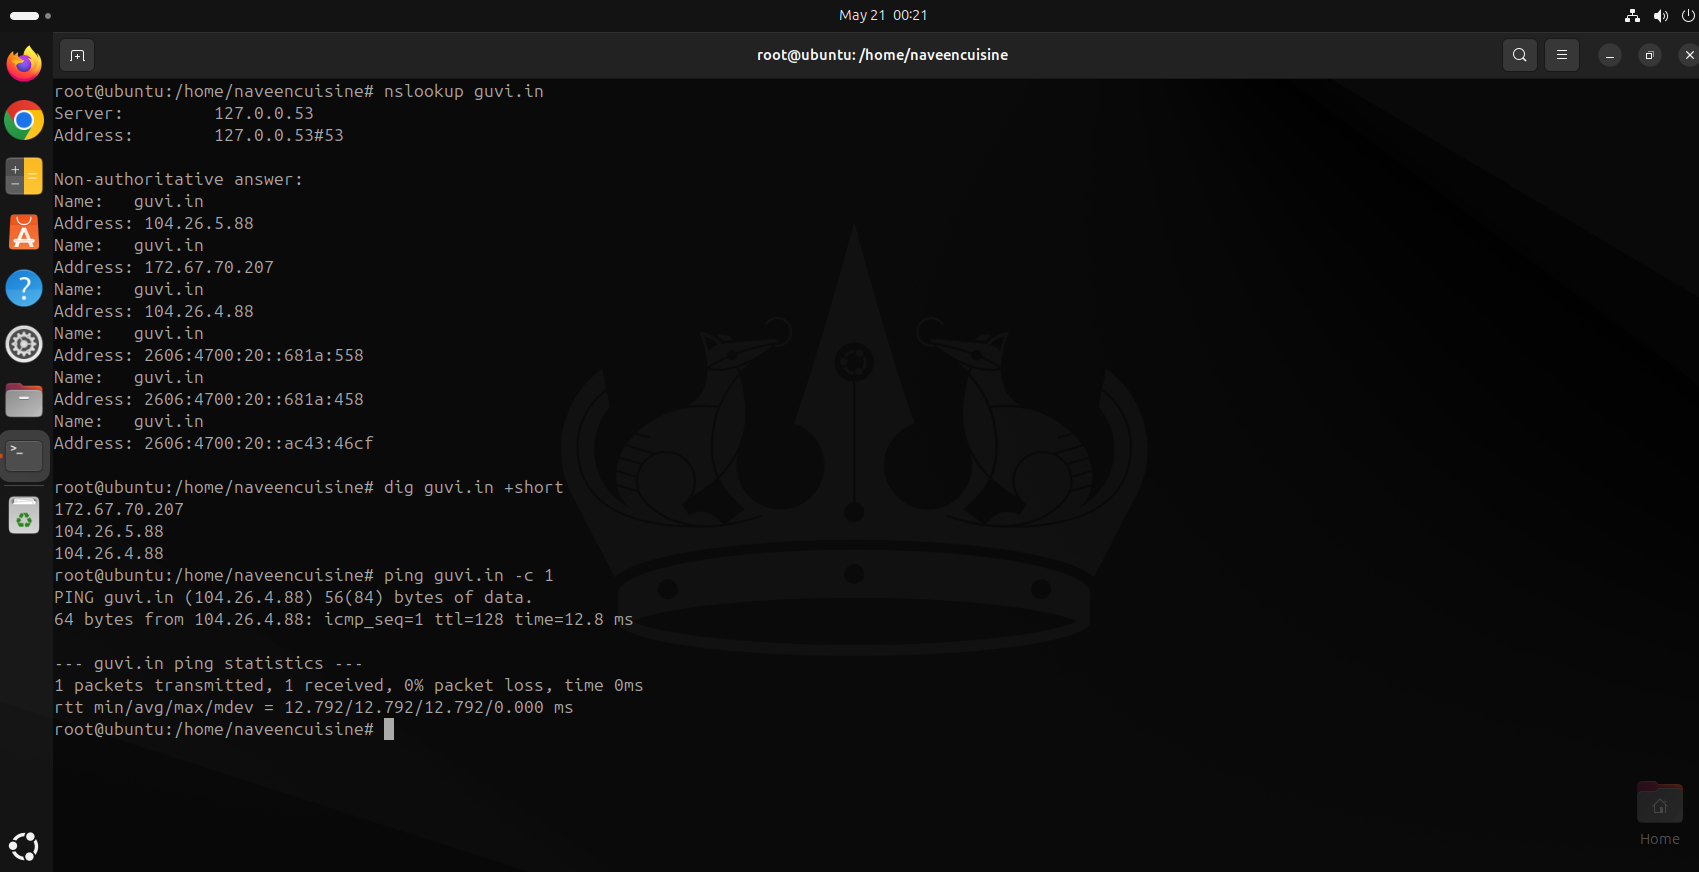 May 21 00:21
root@ubuntu: /home/naveencuisine
root@ubuntu:/home/naveencuisine# nslookup guvi.in
Server:         127.0.0.53
Address:        127.0.0.53#53

Non-authoritative answer:
Name:   guvi.in
Address: 104.26.5.88
Name:   guvi.in
Address: 172.67.70.207
Name:   guvi.in
Address: 104.26.4.88
Name:   guvi.in
Address: 2606:4700:20::681a:558
Name:   guvi.in
Address: 2606:4700:20::681a:458
Name:   guvi.in
Address: 2606:4700:20::ac43:46cf

root@ubuntu:/home/naveencuisine# dig guvi.in +short
172.67.70.207
104.26.5.88
104.26.4.88
root@ubuntu:/home/naveencuisine# ping guvi.in -c 1
PING guvi.in (104.26.4.88) 56(84) bytes of data.
64 bytes from 104.26.4.88: icmp_seq=1 ttl=128 time=12.8 ms

--- guvi.in ping statistics ---
1 packets transmitted, 1 received, 0% packet loss, time 0ms
rtt min/avg/max/mdev = 12.792/12.792/12.792/0.000 ms
root@ubuntu:/home/naveencuisine#
Home